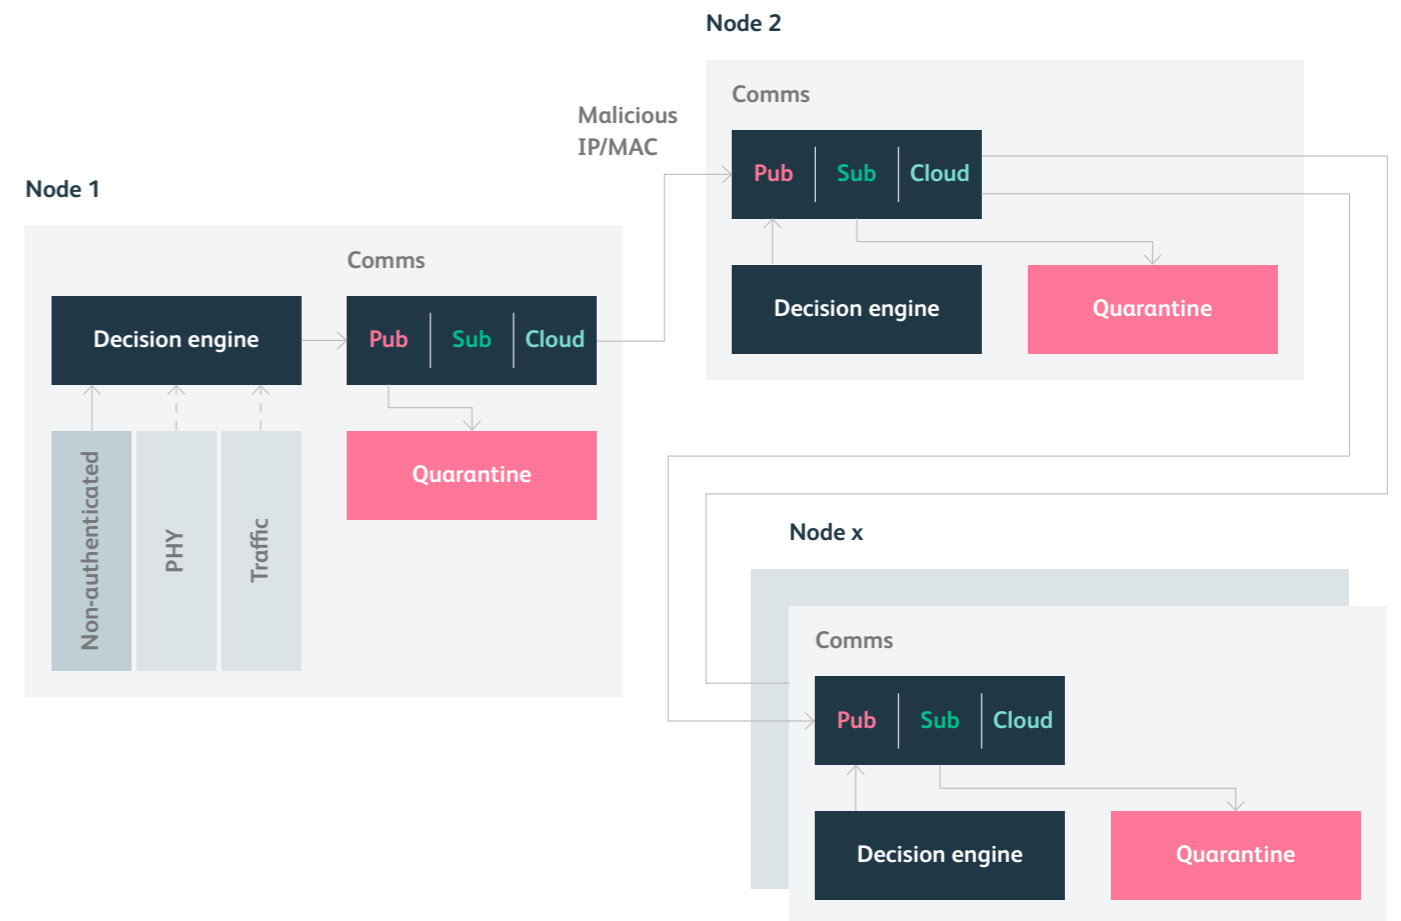 Node 1
Comms
Decision engine
Pub
Sub
Cloud
Quarantine
Non-authenticated
PHY
Traffic
Malicious
IP/MAC
Node 2
Comms
Pub
Sub
Cloud
Decision engine
Quarantine
Node x
Comms
Pub
Sub
Cloud
Decision engine
Quarantine